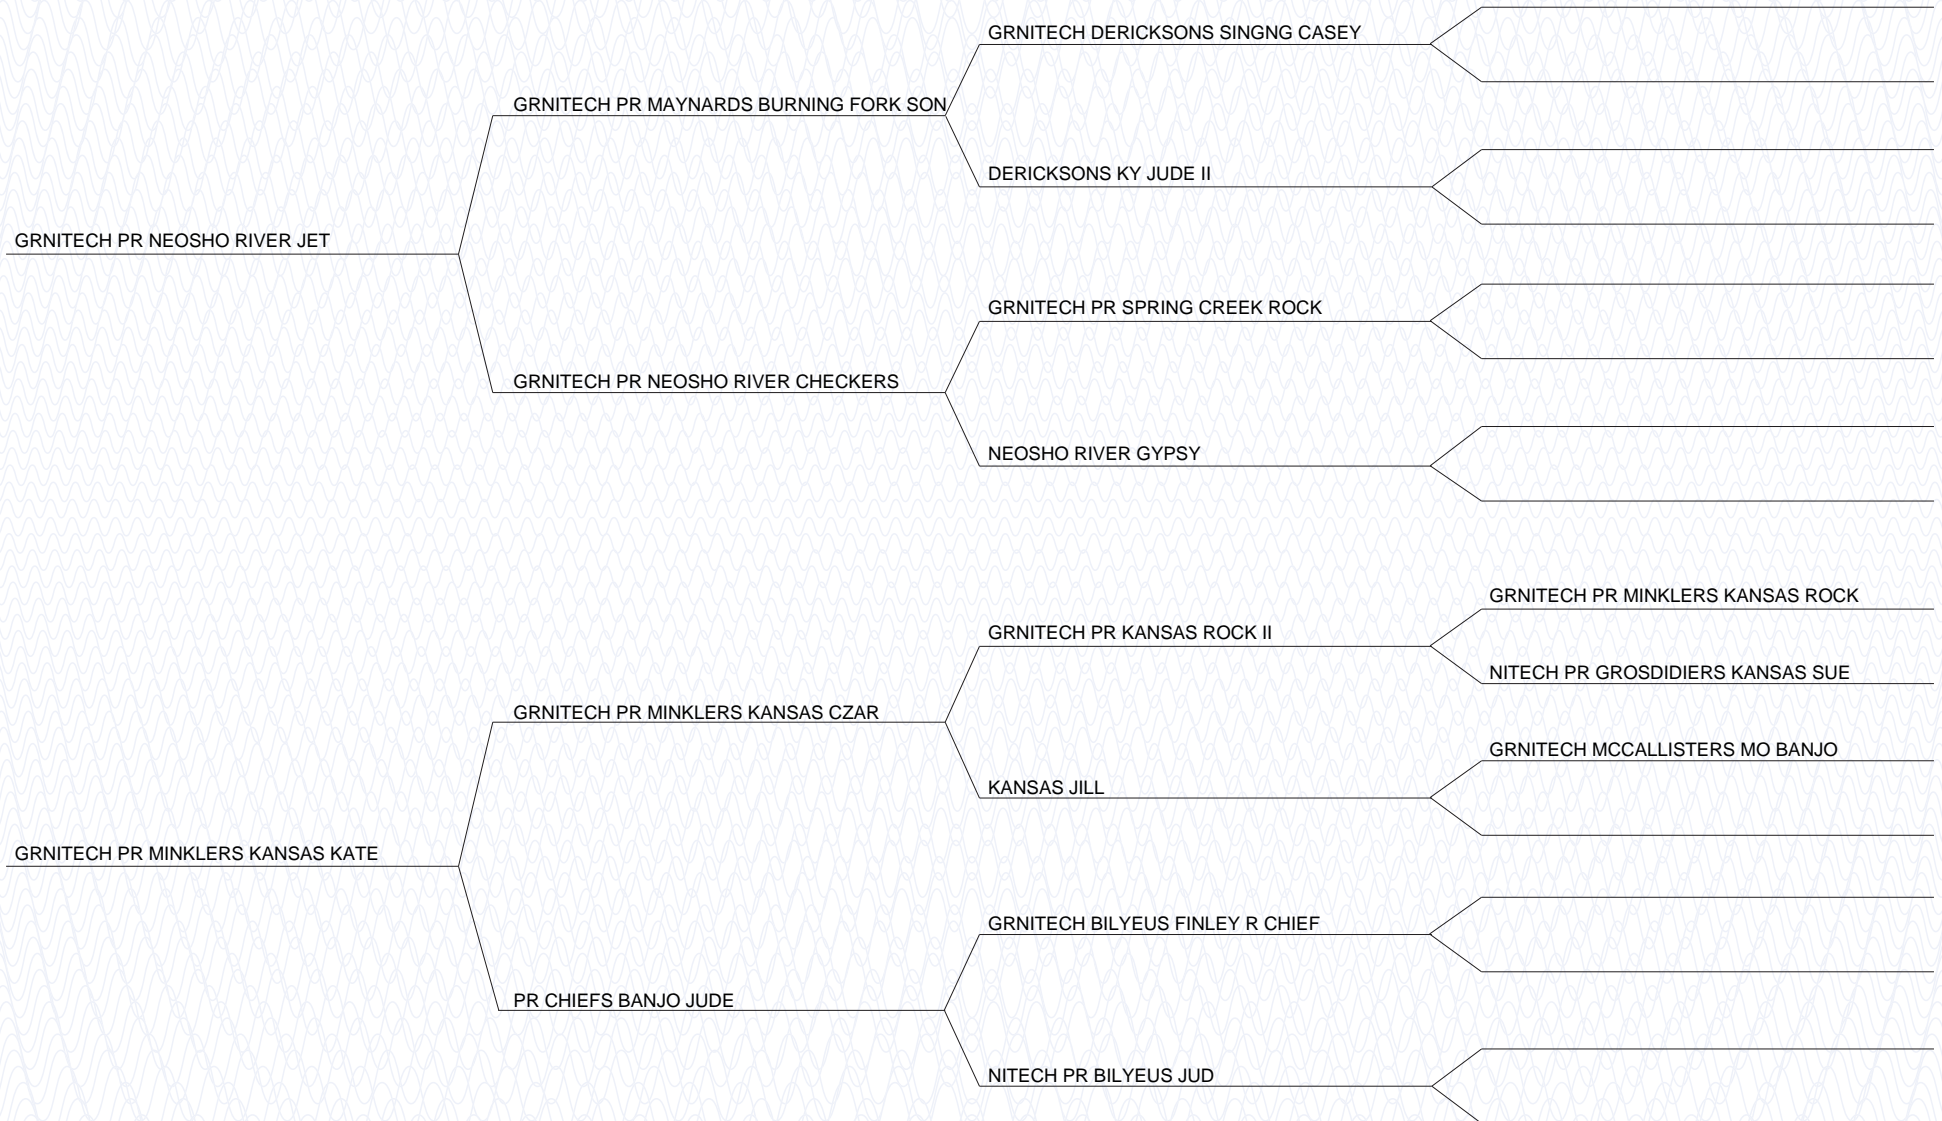 GRNITECH DERICKSONS SINGNG CASEY
GRNITECH PR MAYNARDS BURNING FORK SON
DERICKSONS KY JUDE II
GRNITECH PR NEOSHO RIVER JET
GRNITECH PR SPRING CREEK ROCK
GRNITECH PR NEOSHO RIVER CHECKERS
NEOSHO RIVER GYPSY
GRNITECH PR MINKLERS KANSAS ROCK
GRNITECH PR KANSAS ROCK II
NITECH PR GROSDIDIERS KANSAS SUE
GRNITECH PR MINKLERS KANSAS CZAR
GRNITECH MCCALLISTERS MO BANJO
KANSAS JILL
GRNITECH PR MINKLERS KANSAS KATE
GRNITECH BILYEUS FINLEY R CHIEF
PR CHIEFS BANJO JUDE
NITECH PR BILYEUS JUD